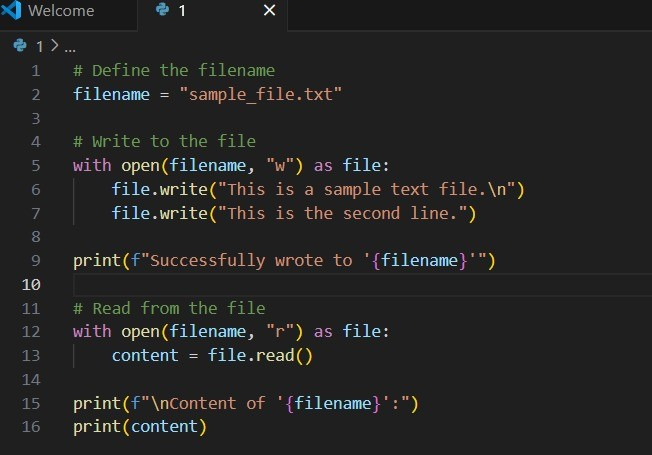 Welcome
1
1 > ...
1 # Define the filename
2 filename = "sample_file.txt"
3
4 # Write to the file
5 with open(filename, "w") as file:
6     file.write("This is a sample text file.\n")
7     file.write("This is the second line.")
8
9 print(f"Successfully wrote to '{filename}'")
10
11 # Read from the file
12 with open(filename, "r") as file:
13     content = file.read()
14
15 print(f"\nContent of '{filename}':")
16 print(content)